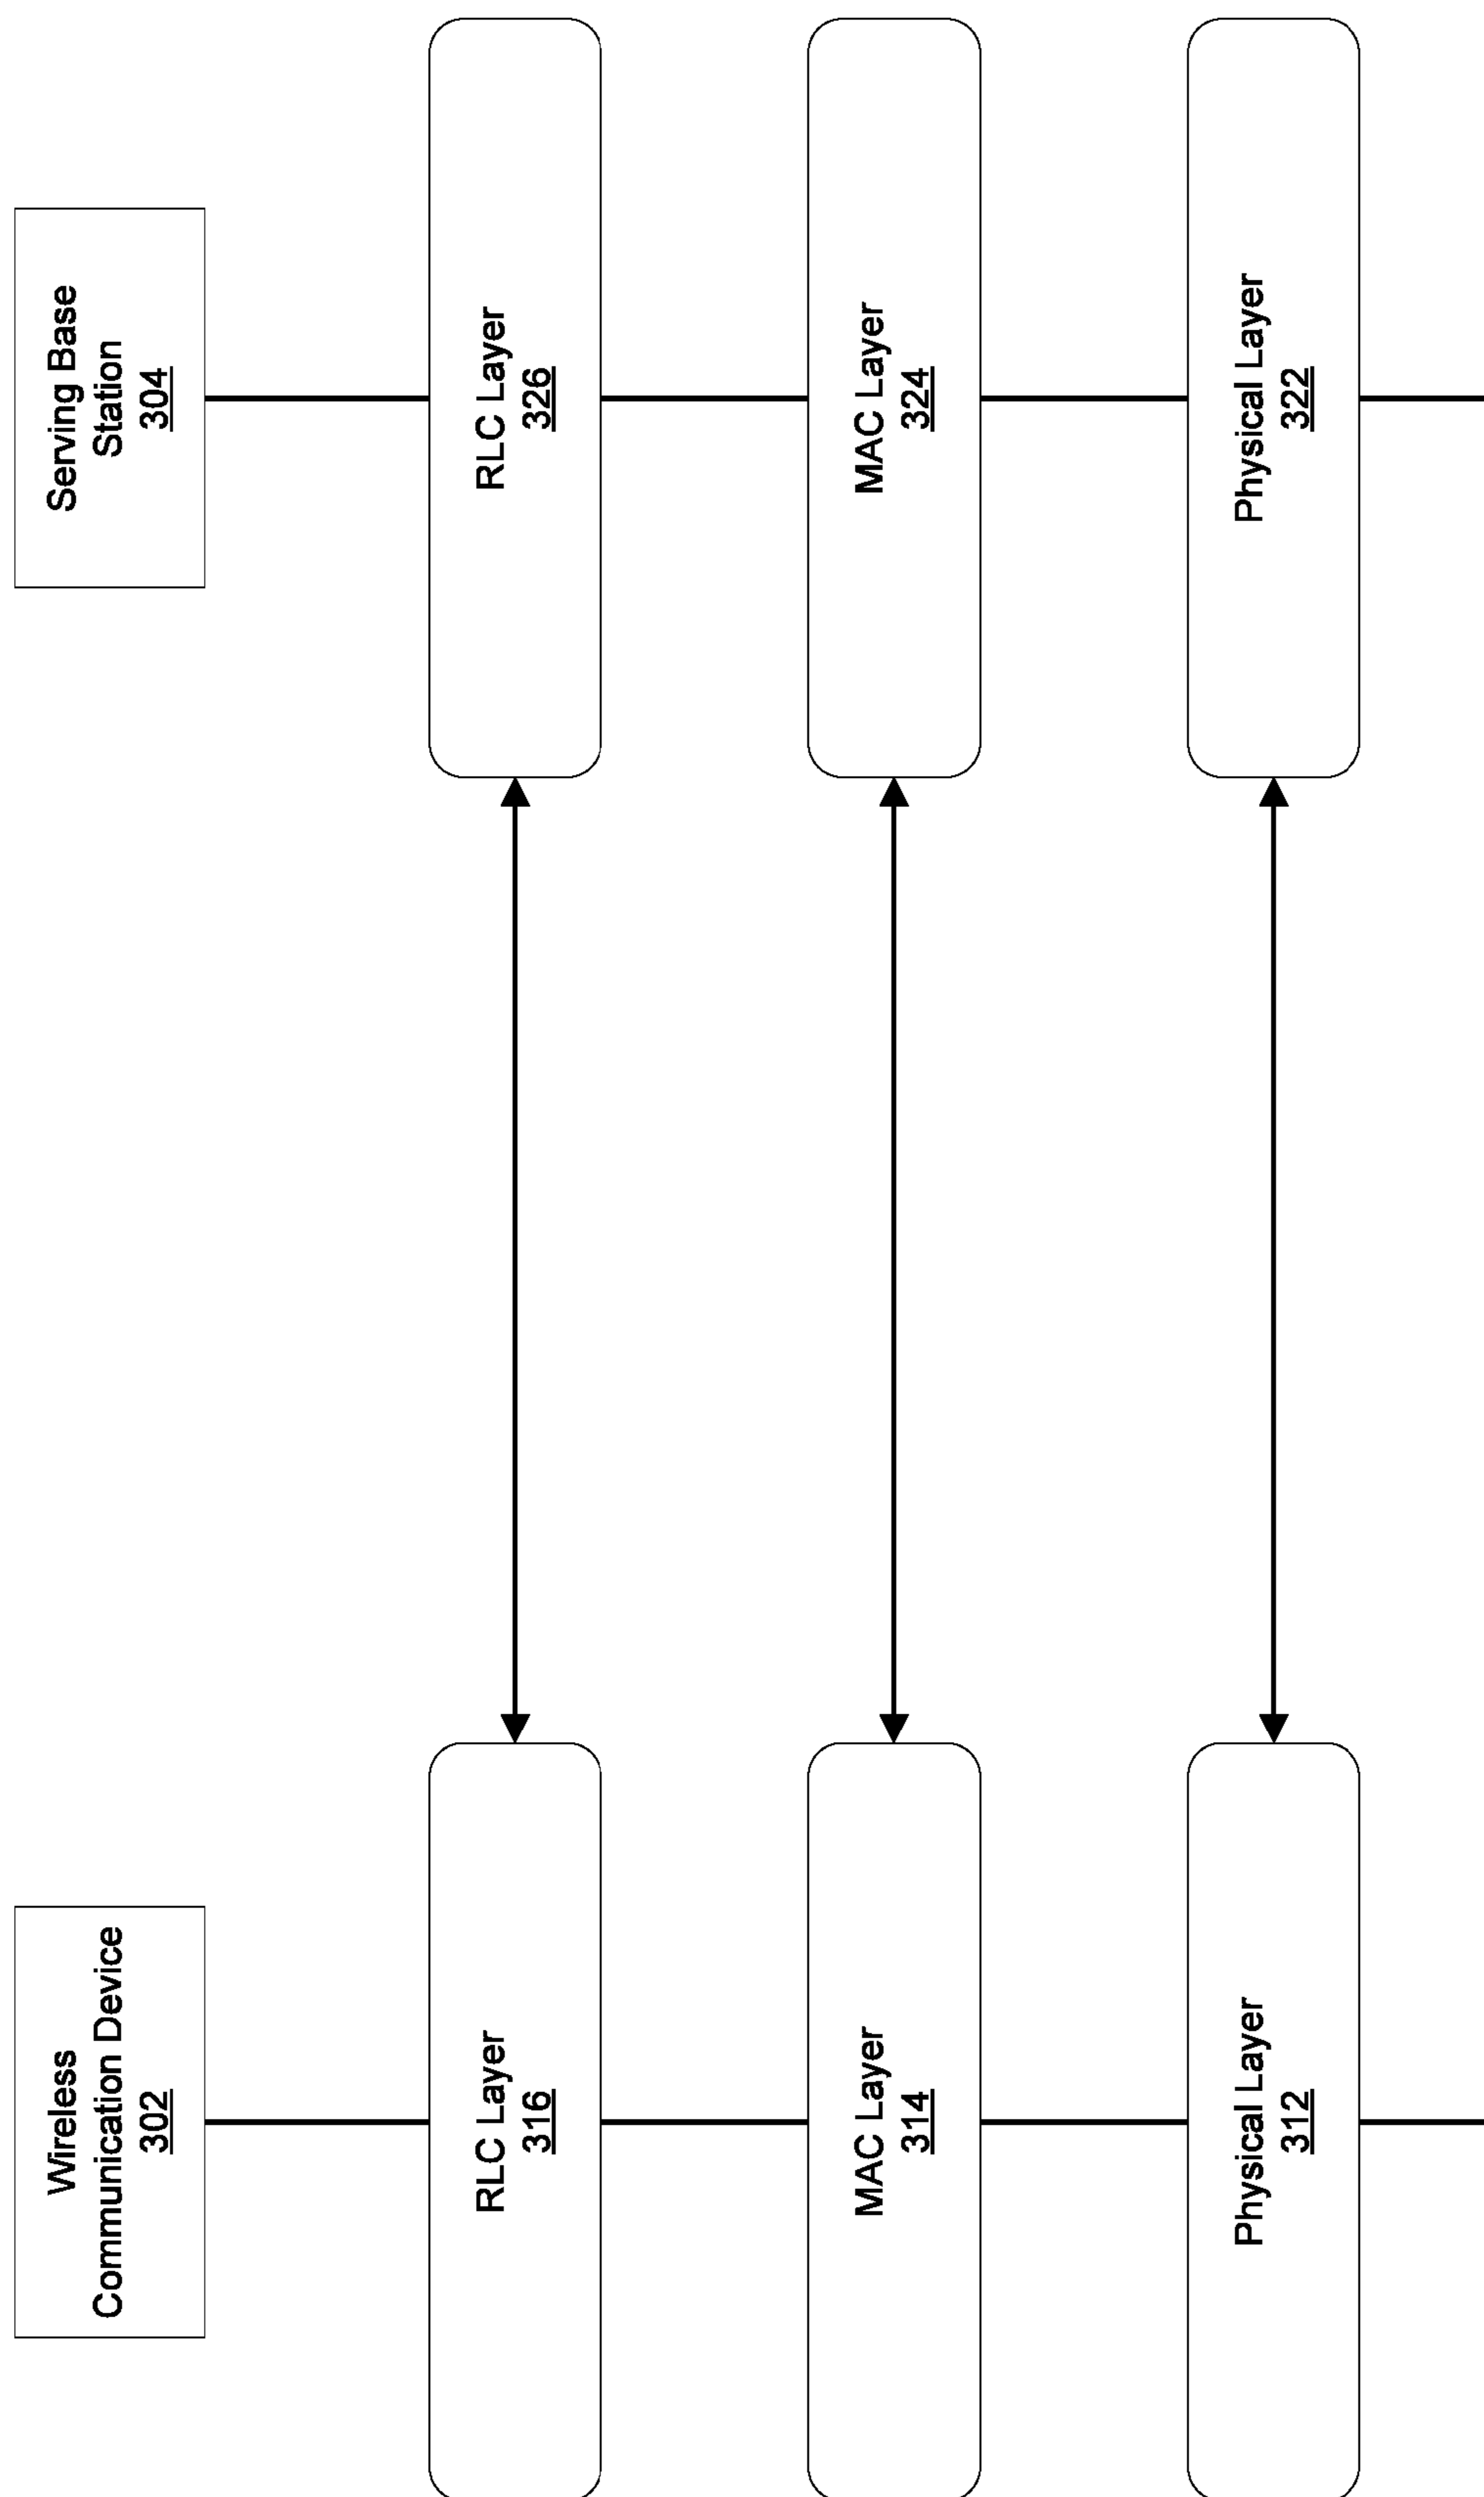 Wireless
Communication Device
302
Serving Base
Station
304
RLC Layer
316
RLC Layer
326
MAC Layer
314
MAC Layer
324
Physical Layer
312
Physical Layer
322